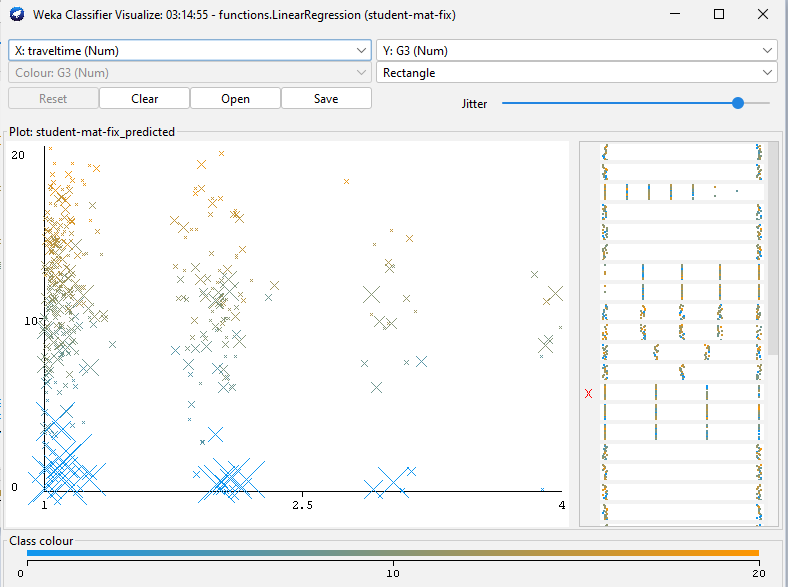 Weka Classifier Visualize: 03:14:55 - functions.LinearRegression (student-mat-fix)
X: traveltime (Num)
Y: G3 (Num)
Colour: G3 (Num)
Rectangle
Reset
Clear
Open
Save
Jitter
Plot: student-mat-fix_predicted
20
10
0
1
2.5
4
X
Class colour
0
10
20